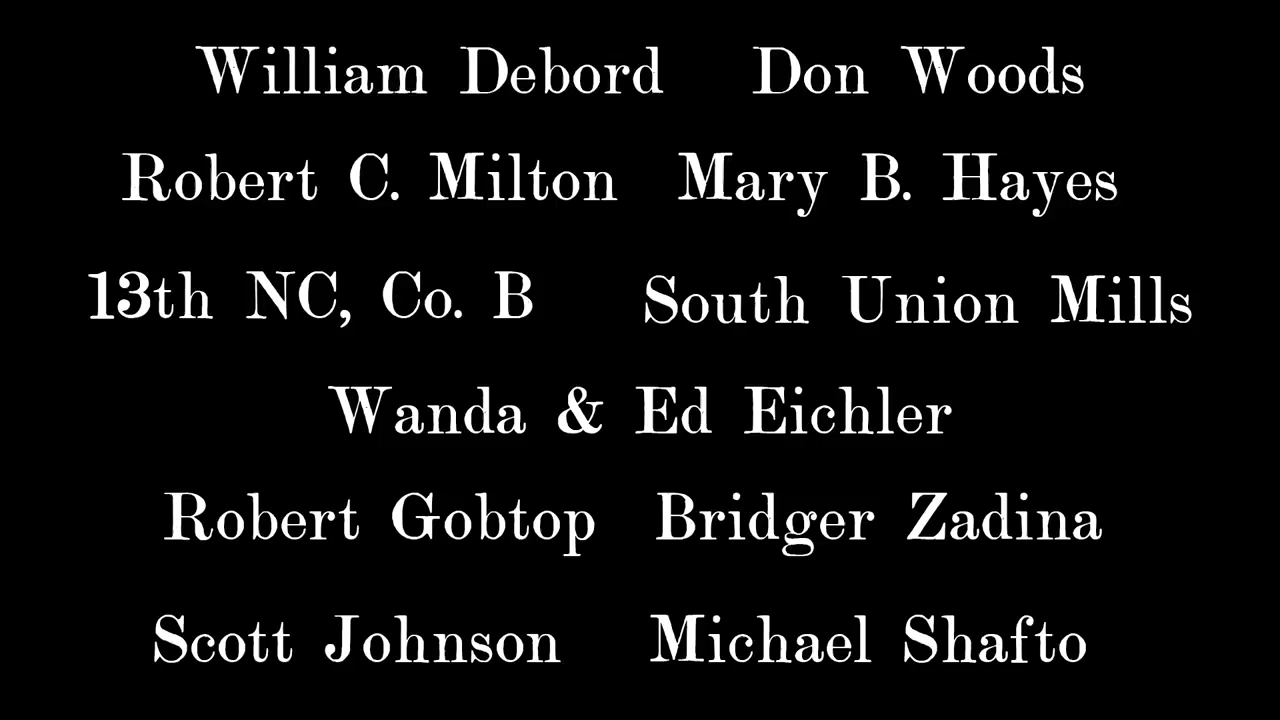 William Debord Don Woods
Robert C. Milton Mary B. Hayes
13th NC, Co. B South Union Mills
Wanda & Ed Eichler
Robert Gobtop Bridger Zadina
Scott Johnson Michael Shafto